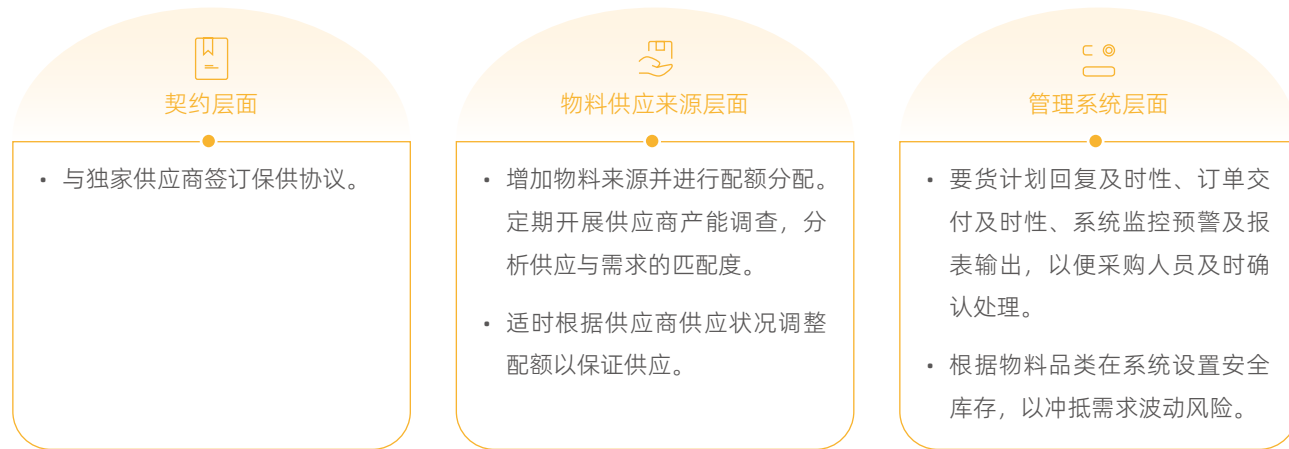 契约层面
• 与独家供应商签订保供协议。
物料供应来源层面
• 增加物料来源并进行配额分配。
定期开展供应商产能调查，分
析供应与需求的匹配度。
• 适时根据供应商供应状况调整
配额以保证供应。
管理系统层面
• 要货计划回复及时性、订单交
付及时性、系统监控预警及报
表输出，以便采购人员及时确
认处理。
• 根据物料品类在系统设置安全
库存，以冲抵需求波动风险。